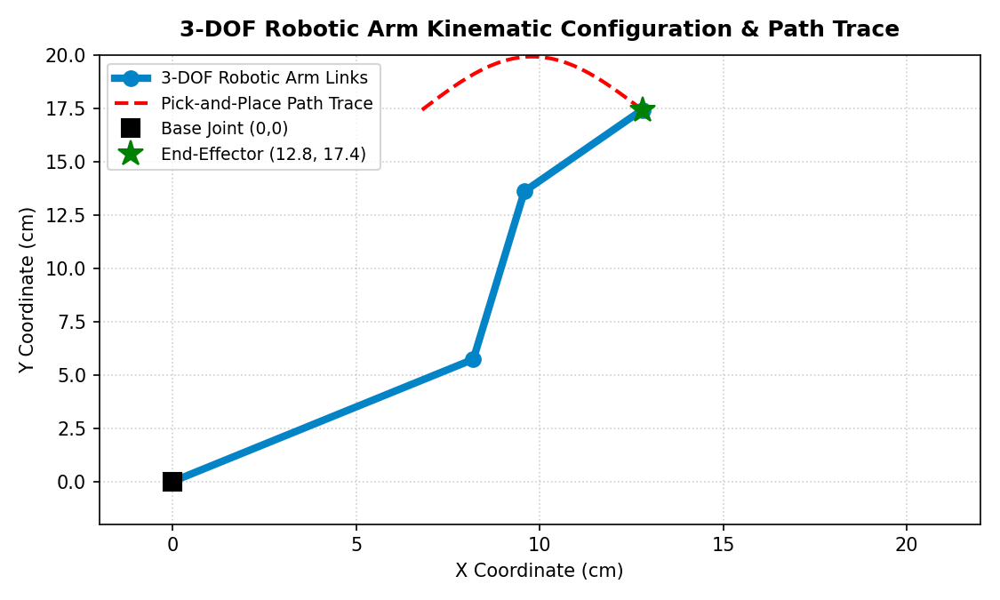 3-DOF Robotic Arm Kinematic Configuration & Path Trace
3-DOF Robotic Arm Links
Pick-and-Place Path Trace
Base Joint (0,0)
End-Effector (12.8, 17.4)
Y Coordinate (cm)
20.0
17.5
15.0
12.5
10.0
7.5
5.0
2.5
0.0
0
5
10
15
20
X Coordinate (cm)